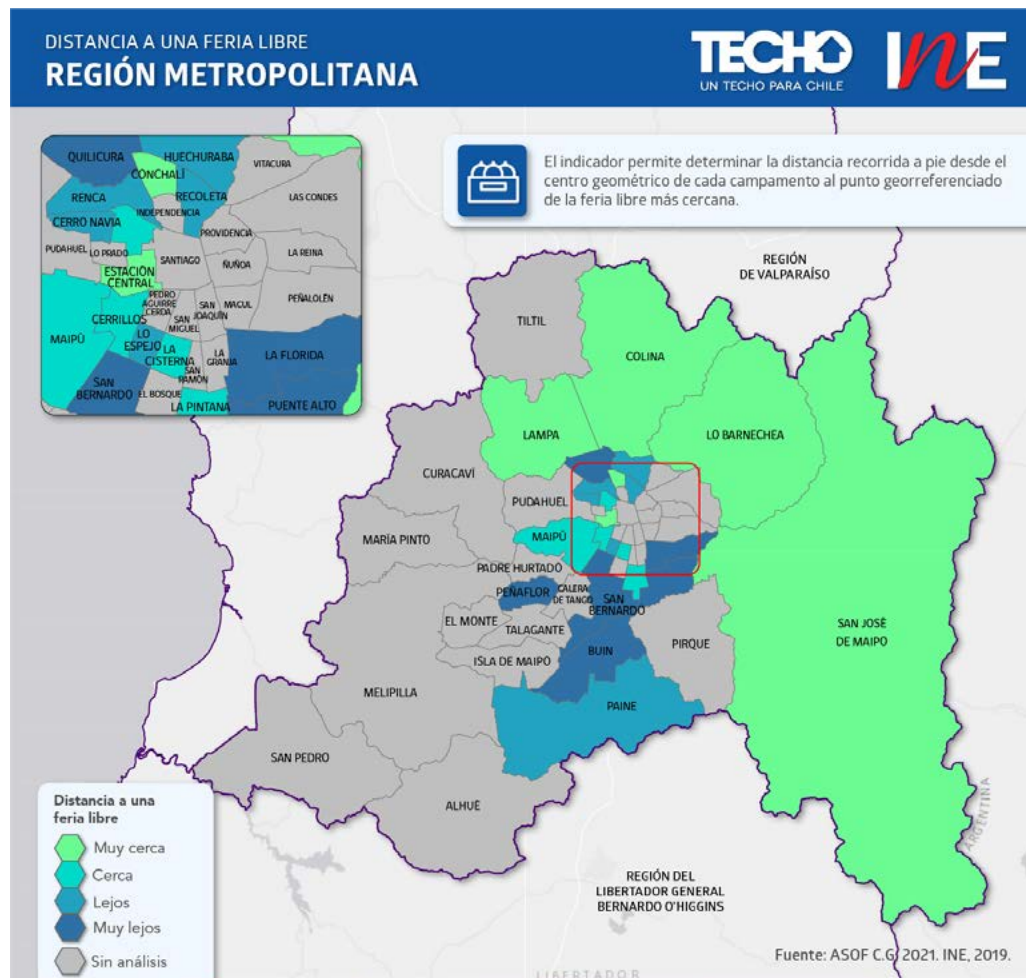 DISTANCIA A UNA FERIA LIBRE
REGIÓN METROPOLITANA
TECHO
UN TECHO PARA CHILE
INE
El indicador permite determinar la distancia recorrida a pie desde el
centro geométrico de cada campamento al punto georreferenciado
de la feria libre más cercana.
QUILICURA
HUECHURABA
VITACURA
CONCHALÍ
RENCA
RECOLETA
LAS CONDES
INDEPENDENCIA
CERRO NAVIA
PROVIDENCIA
PUDAHUEL
LO PRADO
SANTIAGO
ÑUÑOA
LA REINA
ESTACIÓN
CENTRAL
PEDRO
AGUIRRE
CERDA
SAN
JOAQUÍN
MACUL
PEÑALOLÉN
CERRILLOS
SAN
MIGUEL
MAIPÚ
LO
ESPEJO
LA
CISTERNA
LA
GRANJA
LA FLORIDA
SAN
RAMÓN
SAN
BERNARDO
EL BOSQUE
LA PINTANA
PUENTE ALTO
REGIÓN
DE VALPARAÍSO
TILTIL
COLINA
LAMPA
LO BARNECHEA
CURACAVÍ
PUDAHUEL
MARÍA PINTO
MAIPÚ
PADRE HURTADO
PEÑAFLOR
CALERA
DE TANGO
SAN
BERNARDO
EL MONTE
TALAGANTE
PIRQUE
SAN JOSÉ
DE MAIPO
ISLA DE MAIPO
BUIN
MELIPILLA
PAINE
SAN PEDRO
ALHUÉ
ARGENTINA
REGIÓN DEL
LIBERTADOR GENERAL
BERNARDO O'HIGGINS
Distancia a una
feria libre
Muy cerca
Cerca
Lejos
Muy lejos
Sin análisis
Fuente: ASOF C.G. 2021. INE, 2019.
LIBERTADOR